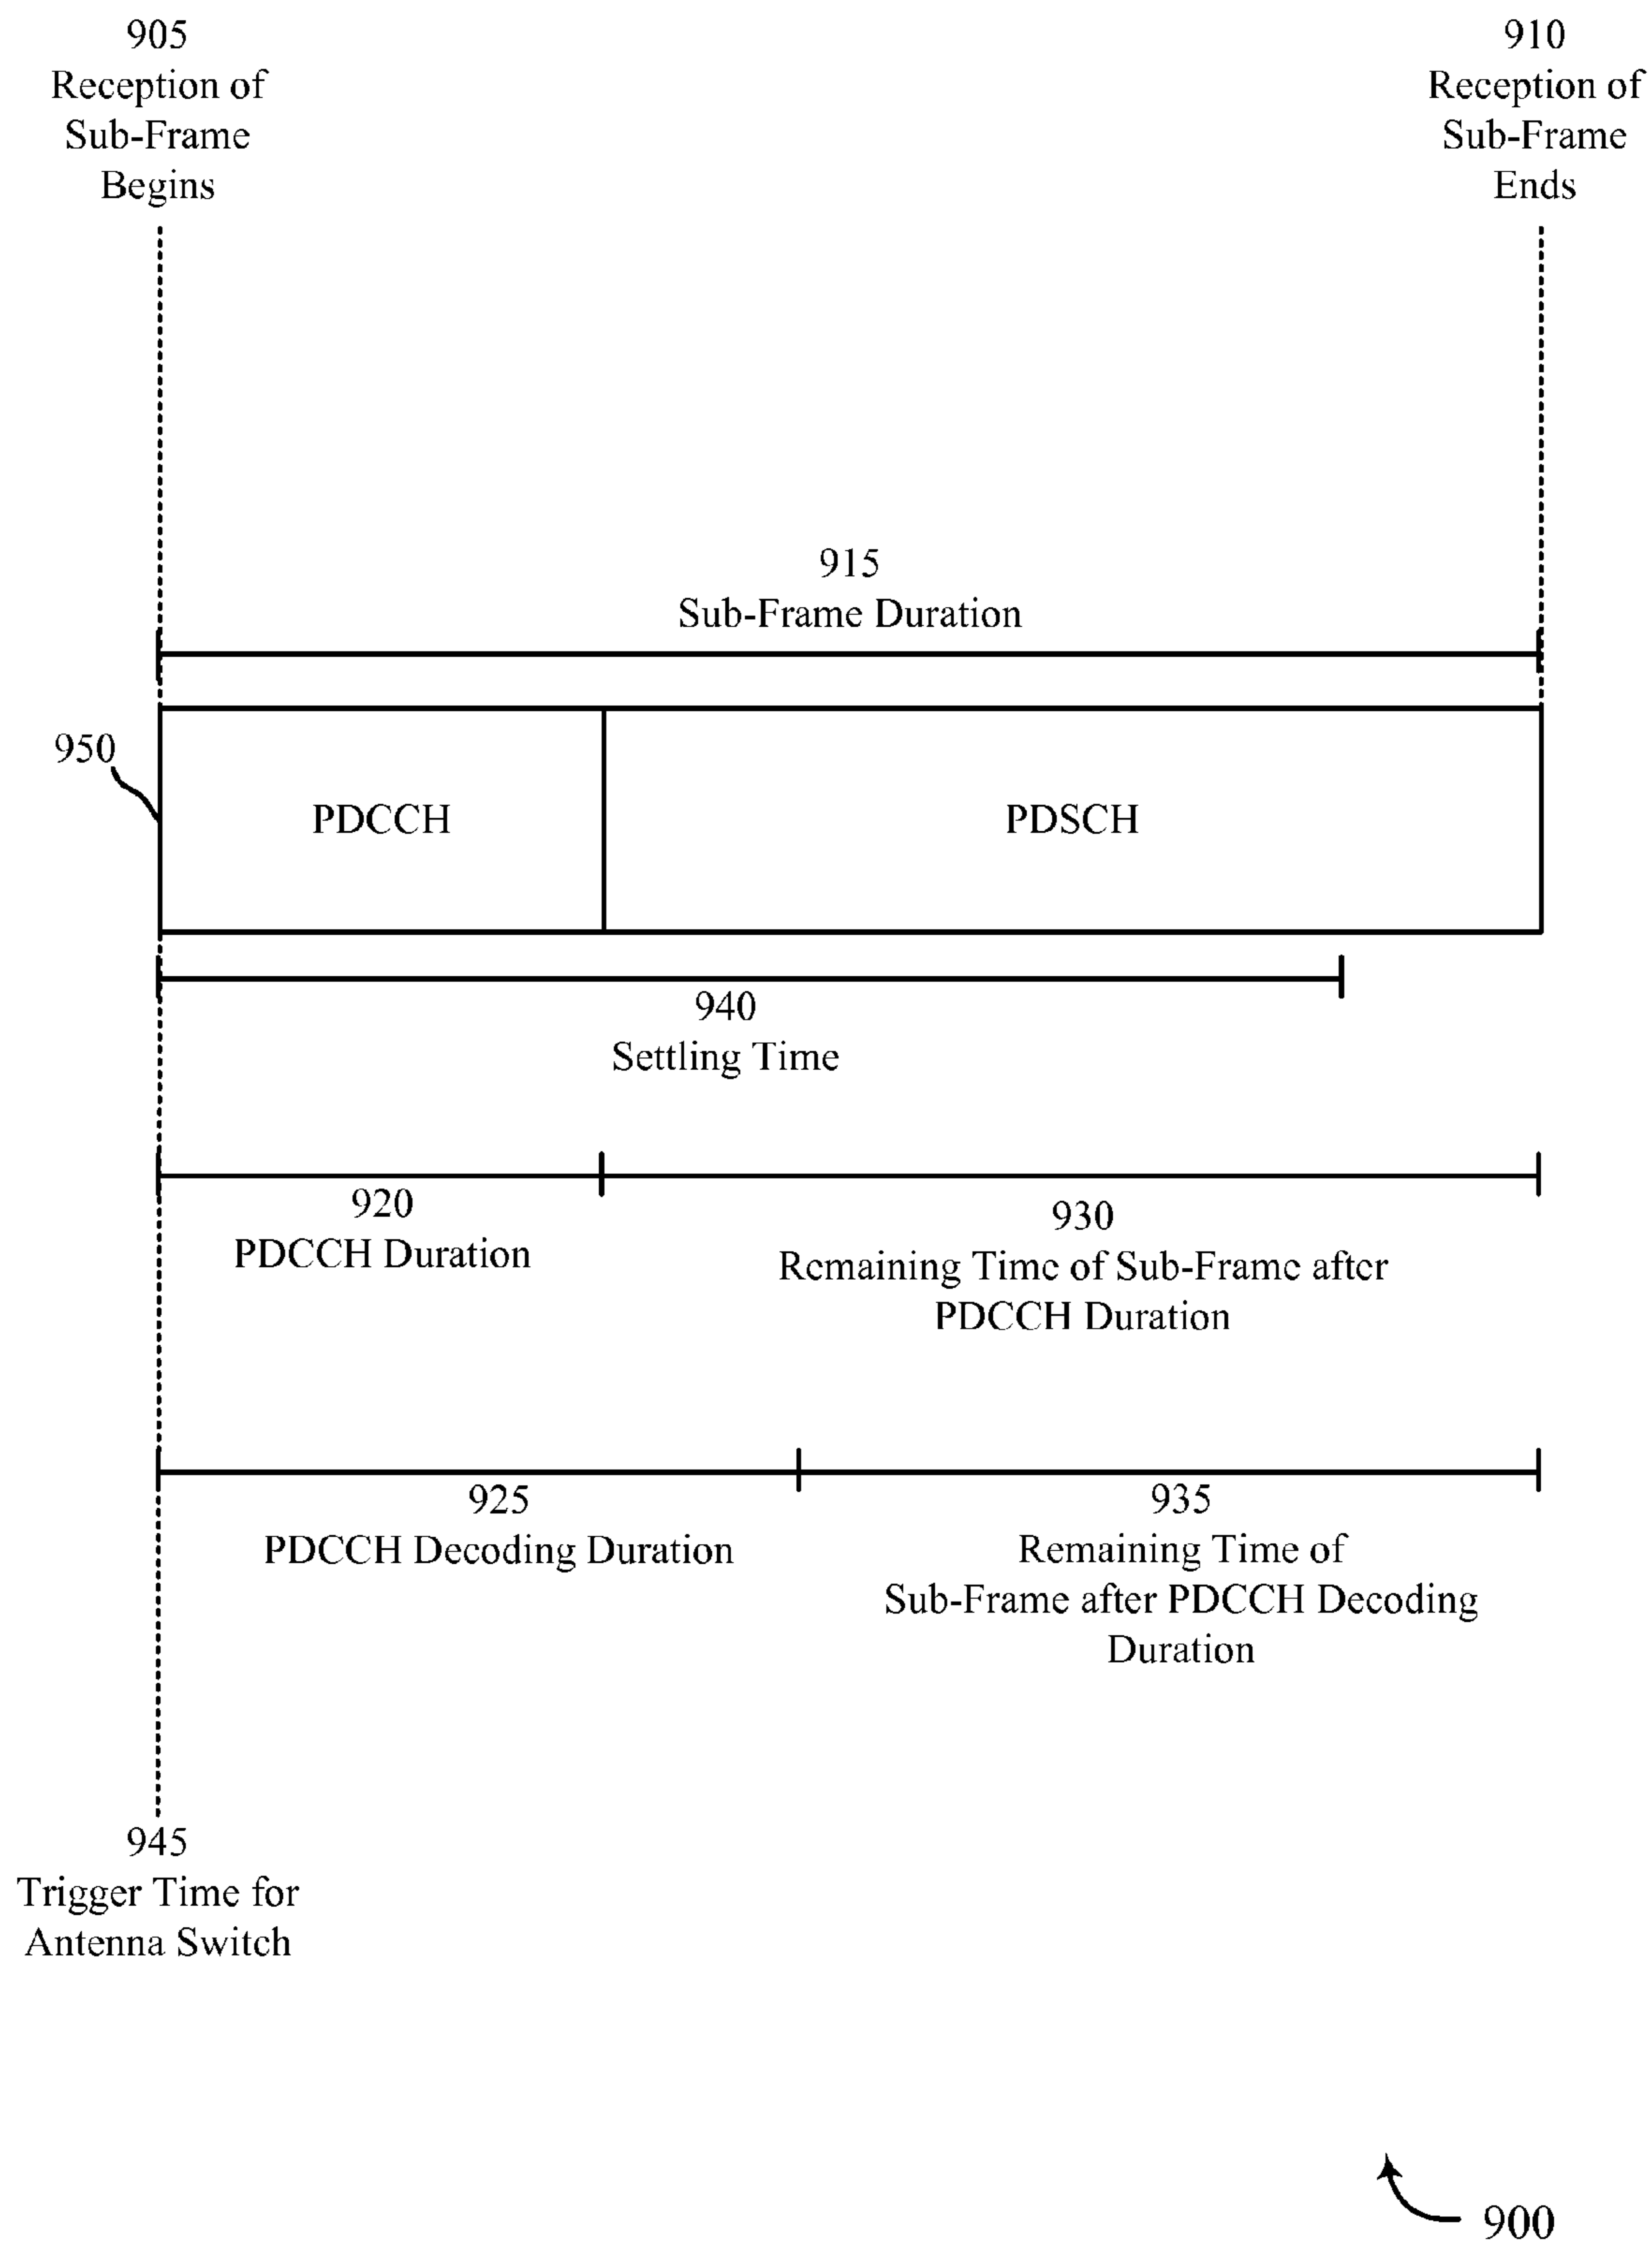 905
Reception of
Sub-Frame
Begins
910
Reception of
Sub-Frame
Ends
915
Sub-Frame Duration
950
PDCCH
PDSCH
940
Settling Time
920
PDCCH Duration
930
Remaining Time of Sub-Frame after
PDCCH Duration
925
PDCCH Decoding Duration
935
Remaining Time of
Sub-Frame after PDCCH Decoding
Duration
945
Trigger Time for
Antenna Switch
900